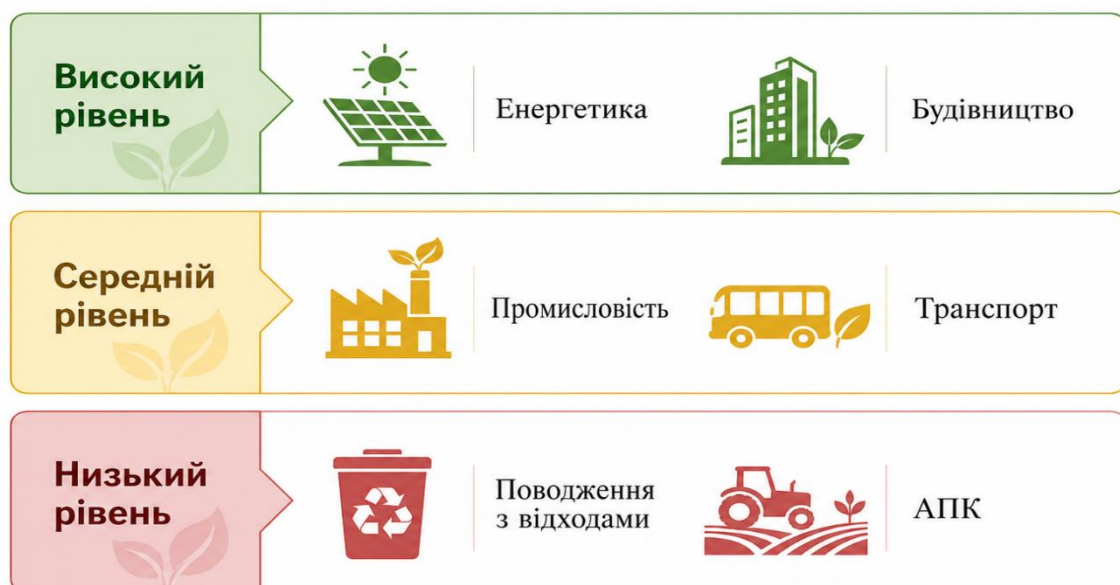 Високий
рівень
Енергетика
Будівництво
Середній
рівень
Промисловість
Транспорт
Низький
рівень
Поводження
з відходами
АПК